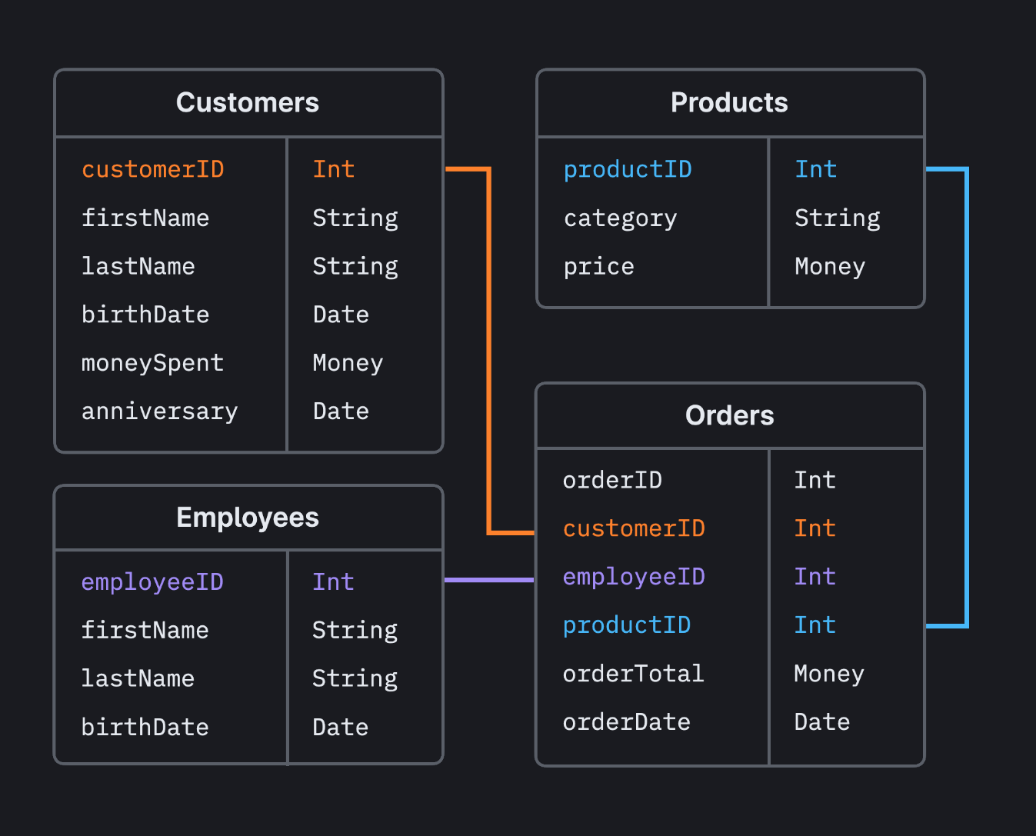 Customers
customerID Int
firstName String
lastName String
birthDate Date
moneySpent Money
anniversary Date
Products
productID Int
category String
price Money
Employees
employeeID Int
firstName String
lastName String
birthDate Date
Orders
orderID Int
customerID Int
employeeID Int
productID Int
orderTotal Money
orderDate Date